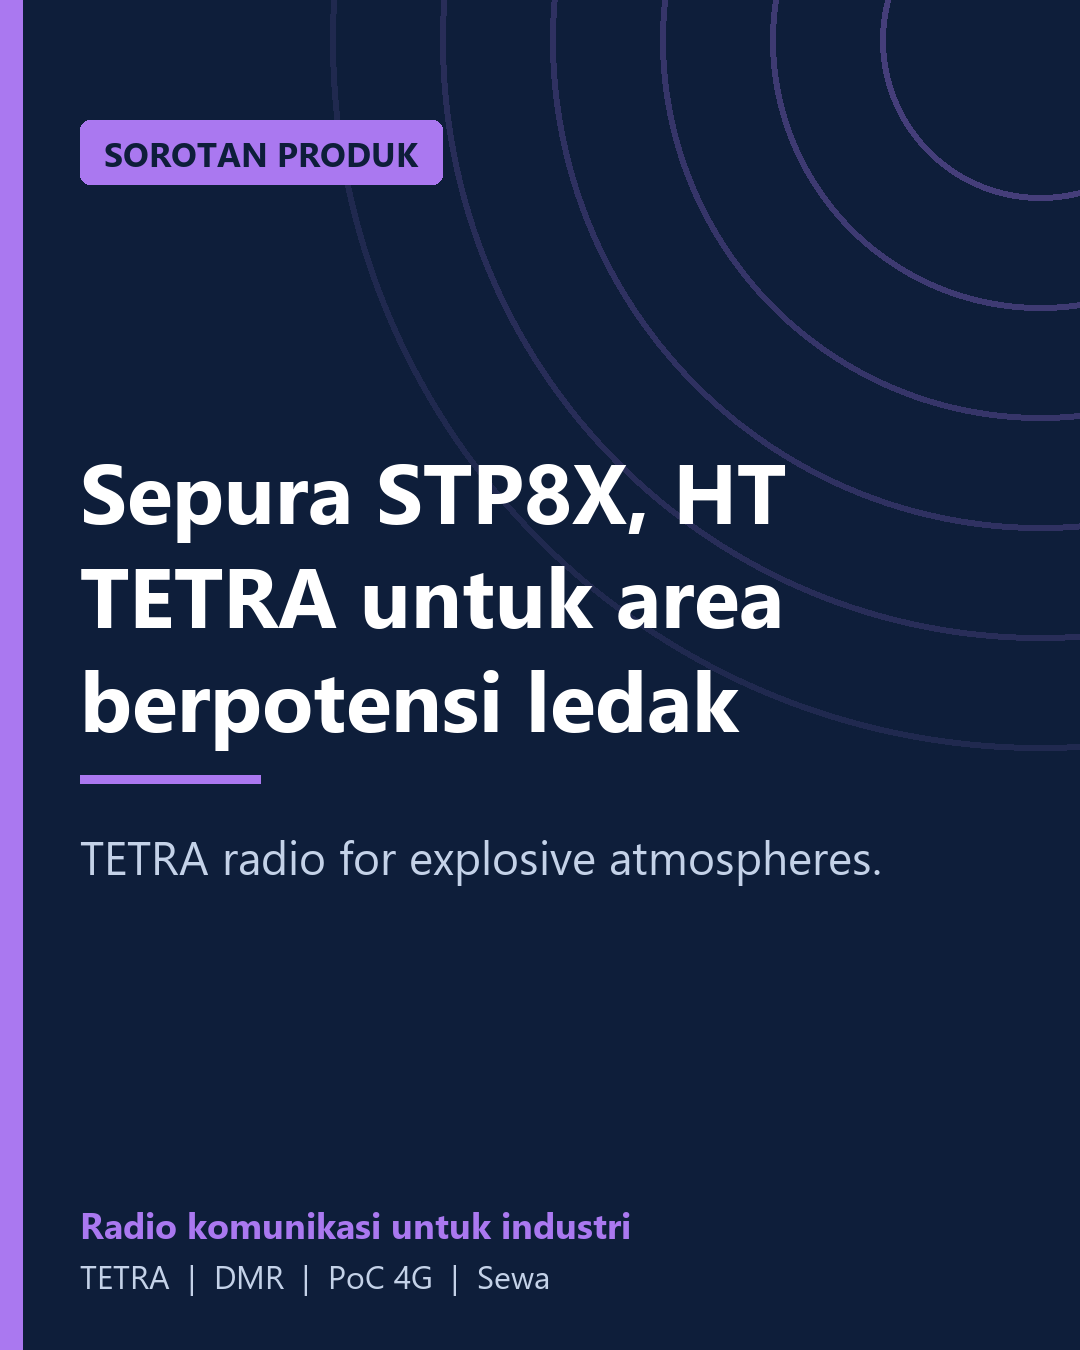 SOROTAN PRODUK
Sepura STP8X, HT
TETRA untuk area
berpotensi ledak
TETRA radio for explosive atmospheres.
Radio komunikasi untuk industri
TETRA | DMR | PoC 4G | Sewa